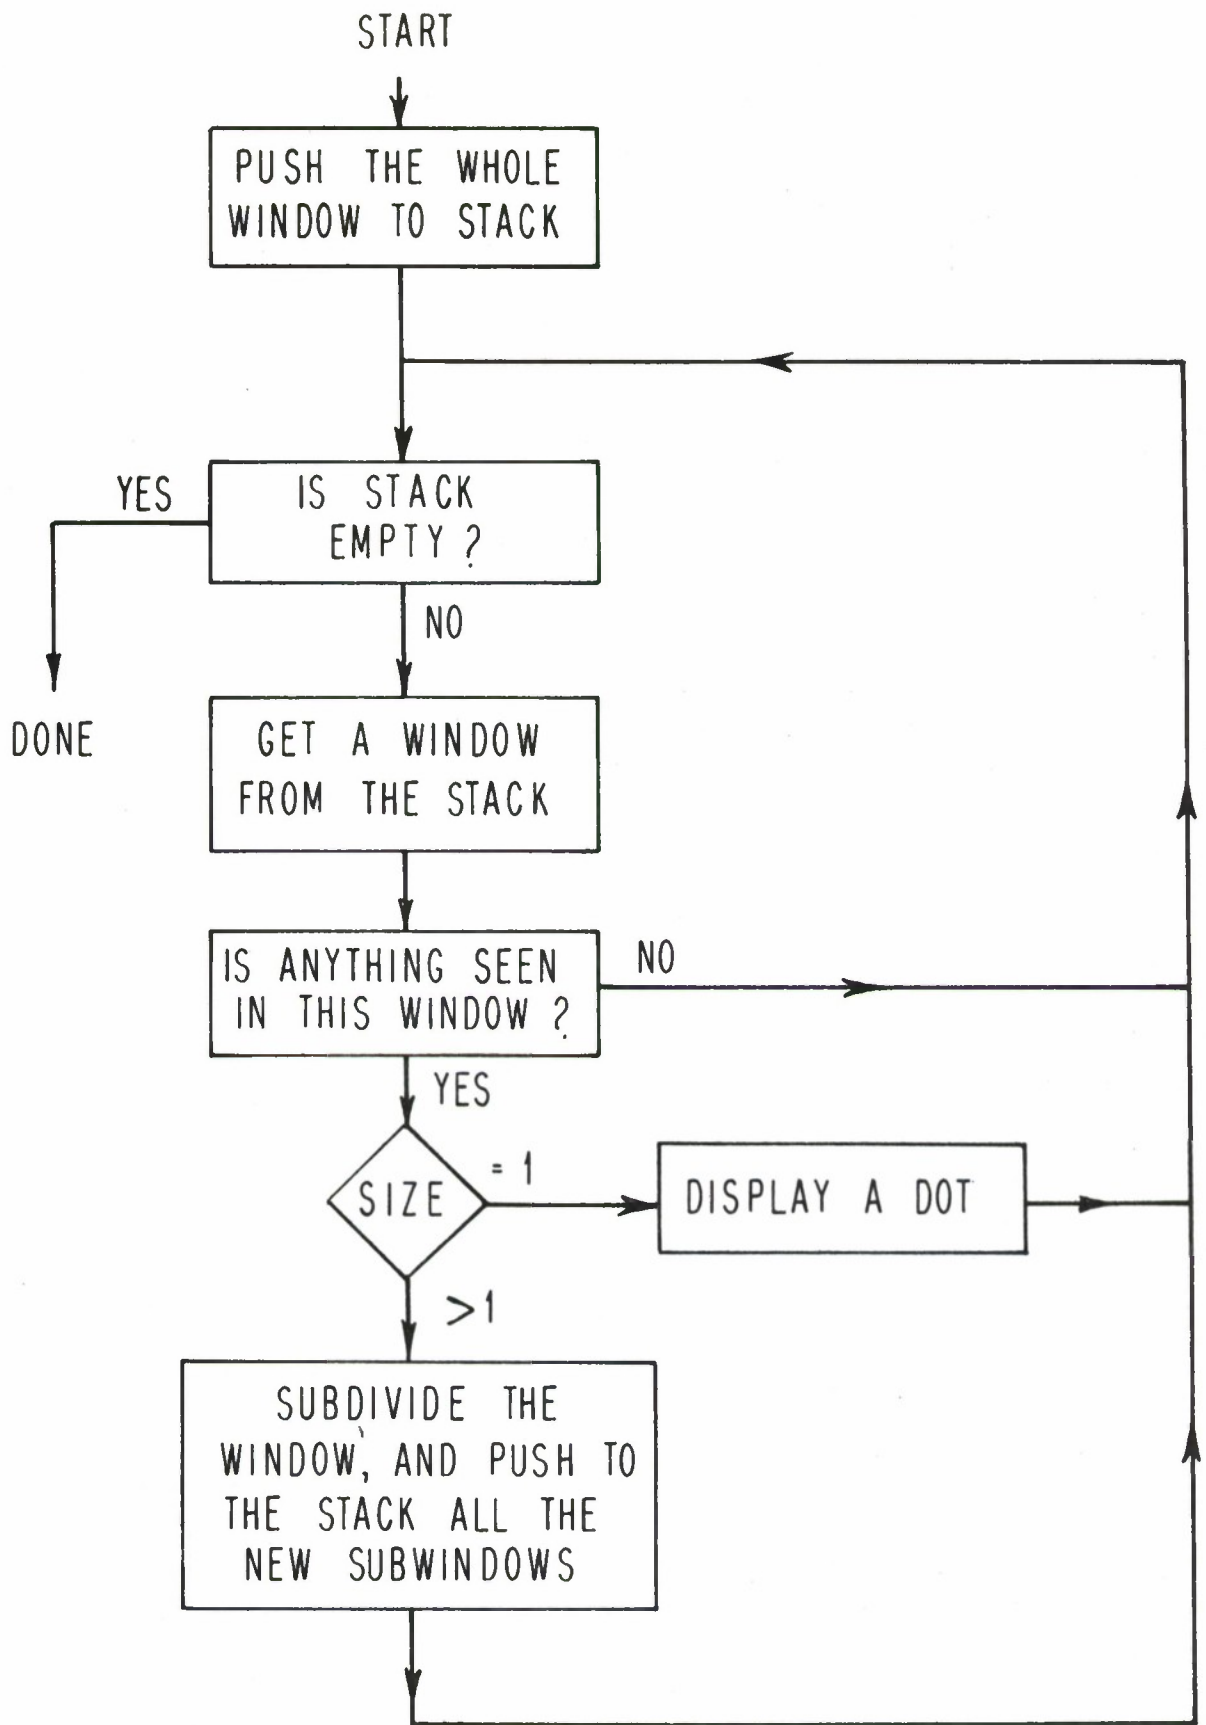 START
PUSH THE WHOLE
WINDOW TO STACK
YES
IS STACK
EMPTY ?
NO
DONE
GET A WINDOW
FROM THE STACK
IS ANYTHING SEEN
IN THIS WINDOW ?
NO
YES
SIZE
= 1
DISPLAY A DOT
>1
SUBDIVIDE THE
WINDOW, AND PUSH TO
THE STACK ALL THE
NEW SUBWINDOWS